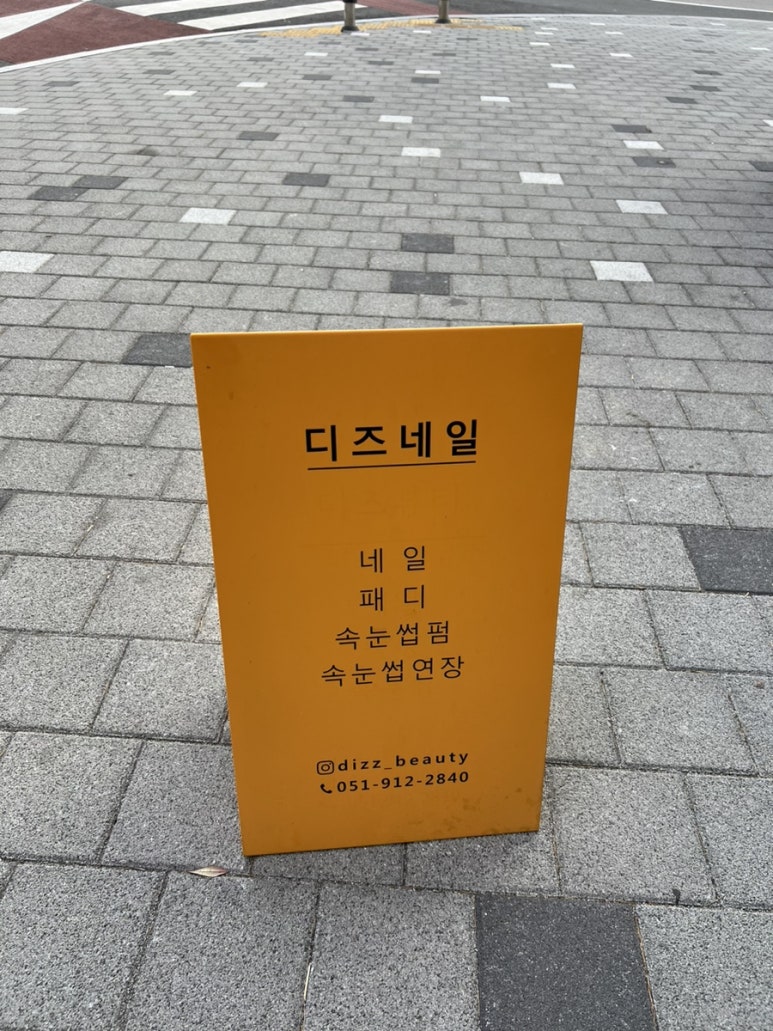 디즈네일
네일
패디
속눈썹펌
속눈썹연장
dizz_beauty
051-912-2840